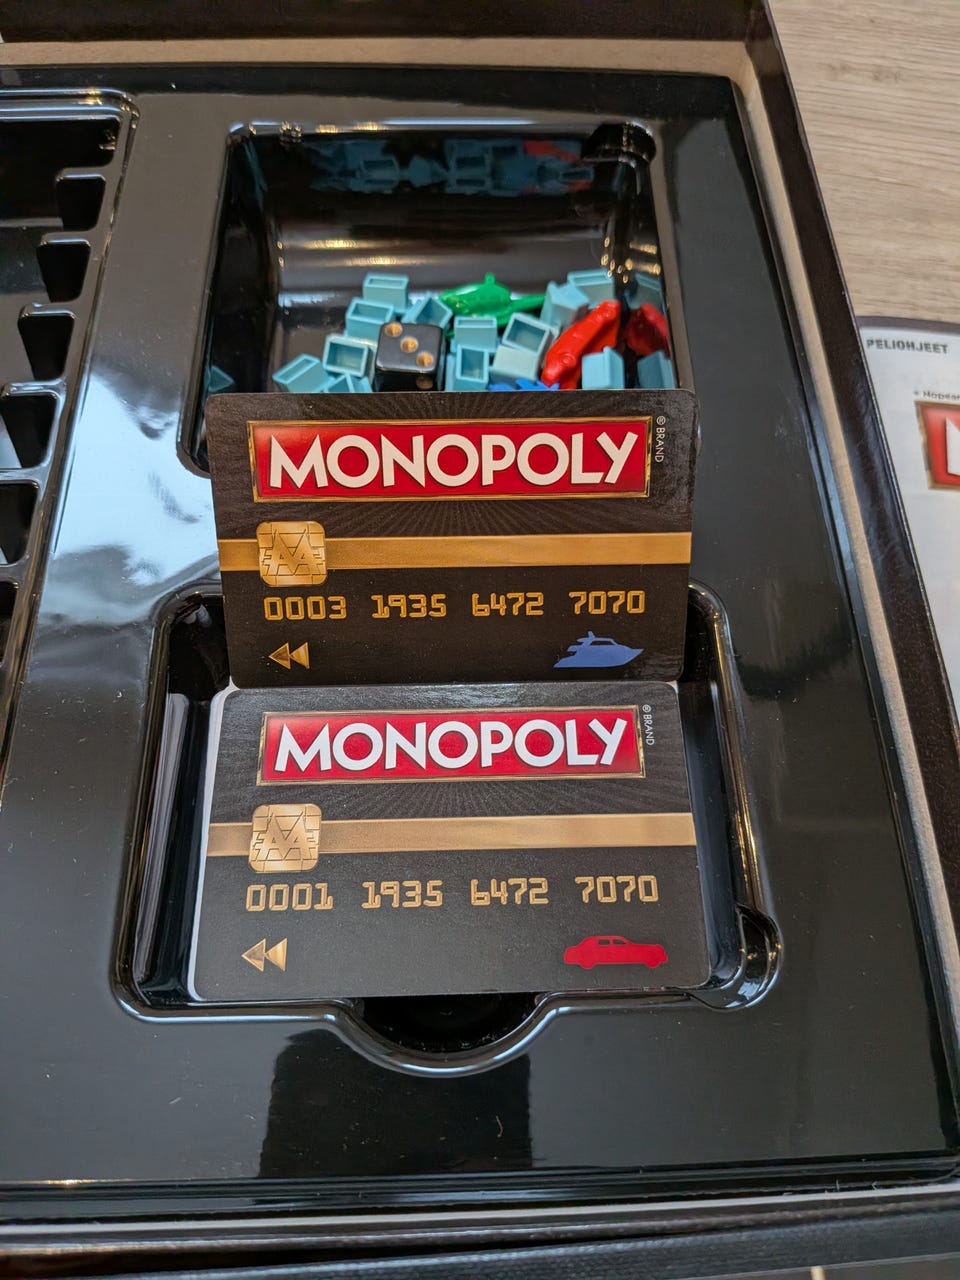 PELIOHJEET
MONOPOLY
® BRAND
0003 1935 6472 7070
MONOPOLY
® BRAND
0001 1935 6472 7070